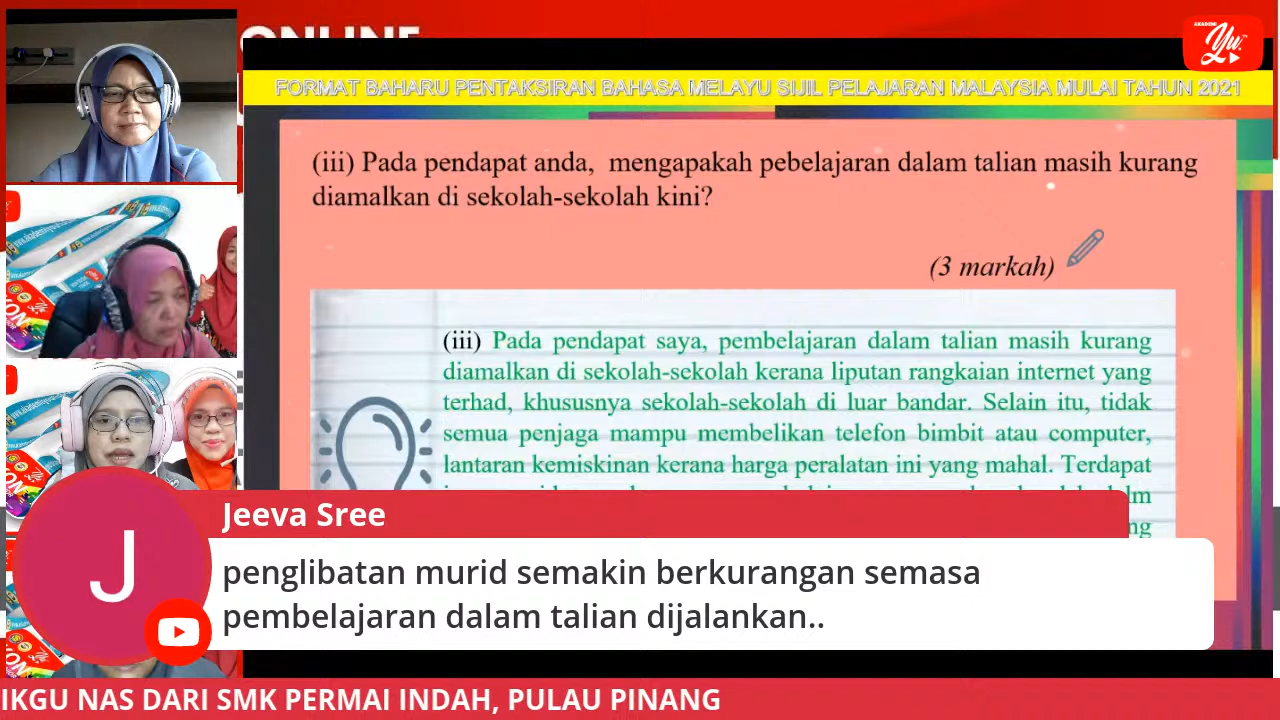 ONLINE
AKADEMI
Yu.
FORMAT BAHARU PENTAKSIRAN BAHASA MELAYU SIJIL PELAJARAN MALAYSIA MULAI TAHUN 2021
(iii) Pada pendapat anda, mengapakah pebelajaran dalam talian masih kurang
diamalkan di sekolah-sekolah kini?
(3 markah)
(iii) Pada pendapat saya, pembelajaran dalam talian masih kurang
diamalkan di sekolah-sekolah kerana liputan rangkaian internet yang
terhad, khususnya sekolah-sekolah di luar bandar. Selain itu, tidak
semua penjaga mampu membelikan telefon bimbit atau computer,
lantaran kemiskinan kerana harga peralatan ini yang mahal. Terdapat
J
Jeeva Sree
penglibatan murid semakin berkurangan semasa
pembelajaran dalam talian dijalankan..
IKGU NAS DARI SMK PERMAI INDAH, PULAU PINANG